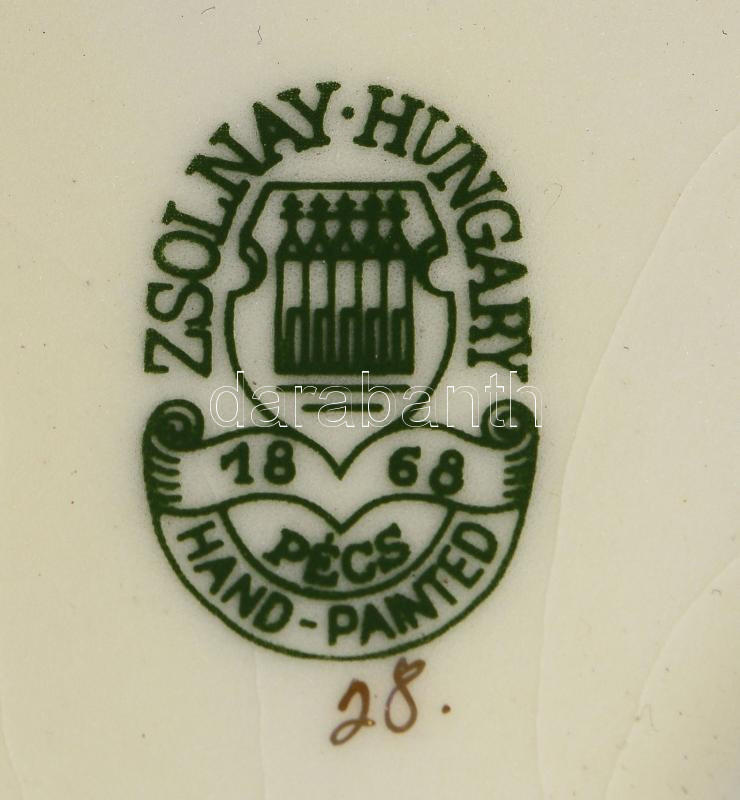 ZSOLNAY · HUNGARY
darabanth
18 68
PÉCS
HAND-PAINTED
28.